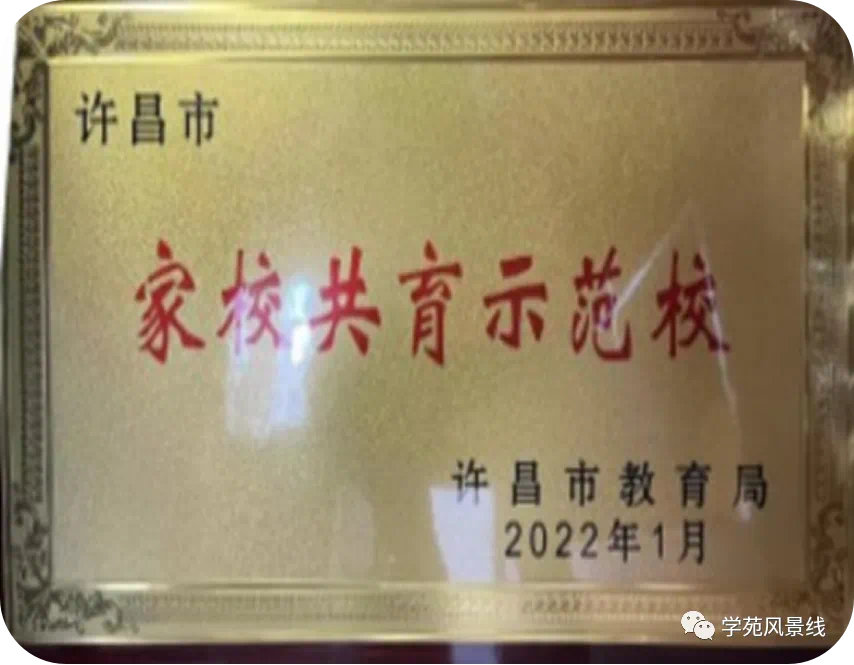 许昌市
家校共育示范校
许昌市教育局
2022年1月
学苑风景线